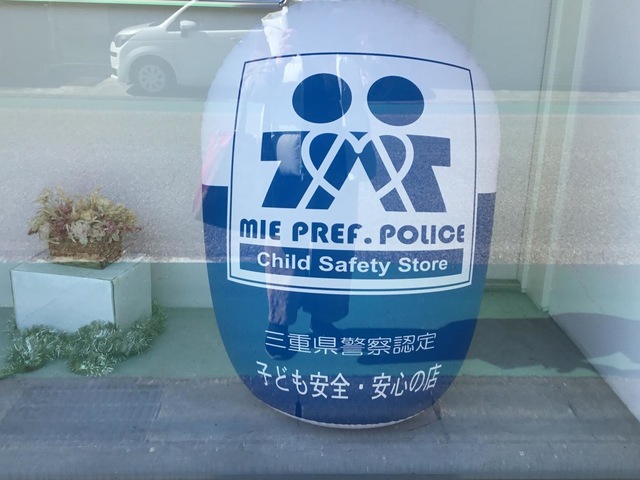 MIE PREF. POLICE
Child Safety Store
三重県警察認定
子ども安全・安心の店